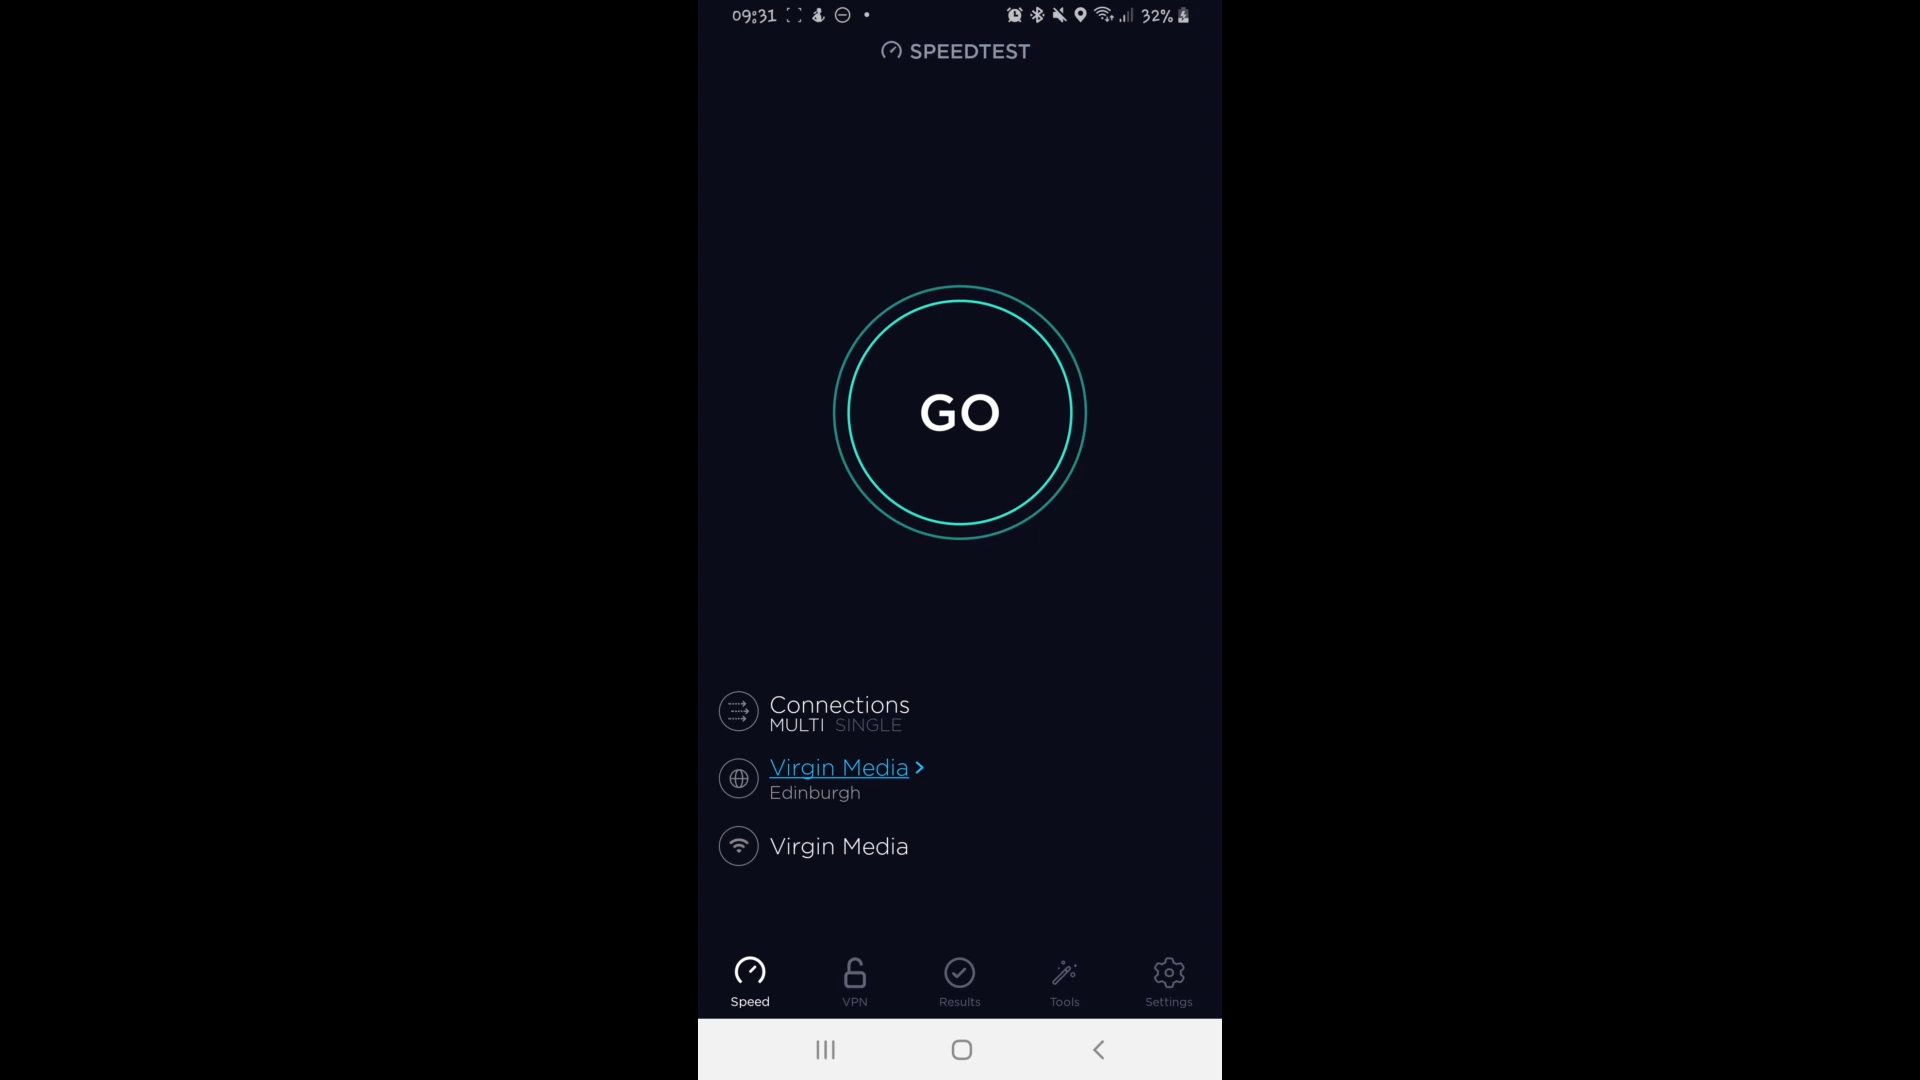 09:31 32%
SPEEDTEST
GO
Connections
MULTI SINGLE
Virgin Media >
Edinburgh
Virgin Media
Speed VPN Results Tools Settings